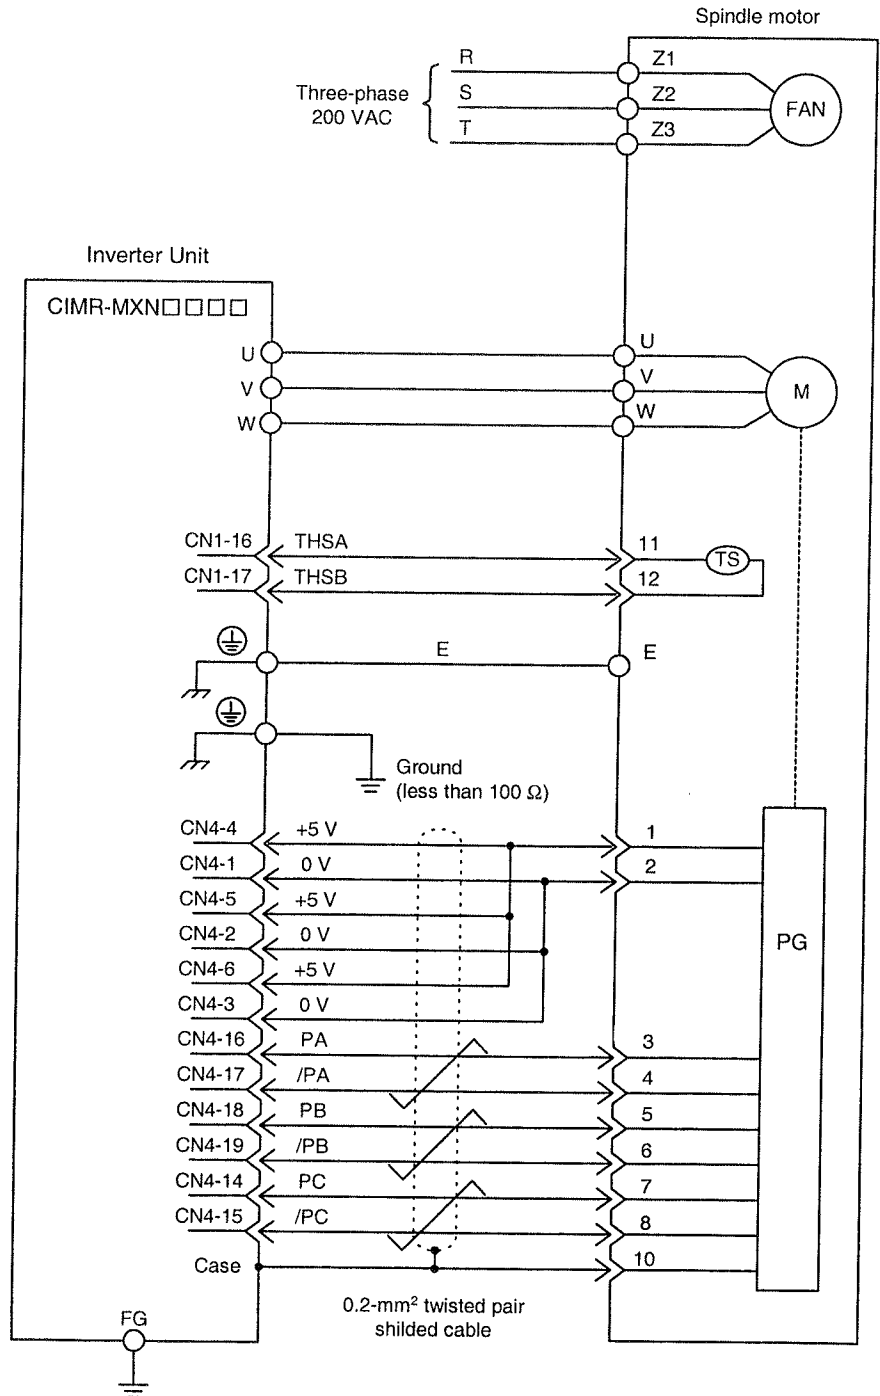 Spindle motor
R
Z1
Three-phase
200 VAC
S
Z2
FAN
T
Z3
Inverter Unit
CIMR-MXN□□□□
U
U
V
V
M
W
W
CN1-16
THSA
11
TS
CN1-17
THSB
12
E
E
Ground
(less than 100 Ω)
CN4-4
+5 V
1
CN4-1
0 V
2
CN4-5
+5 V
CN4-2
0 V
PG
CN4-6
+5 V
CN4-3
0 V
CN4-16
PA
3
CN4-17
/PA
4
CN4-18
PB
5
CN4-19
/PB
6
CN4-14
PC
7
CN4-15
/PC
8
Case
10
0.2-mm² twisted pair
shilded cable
FG